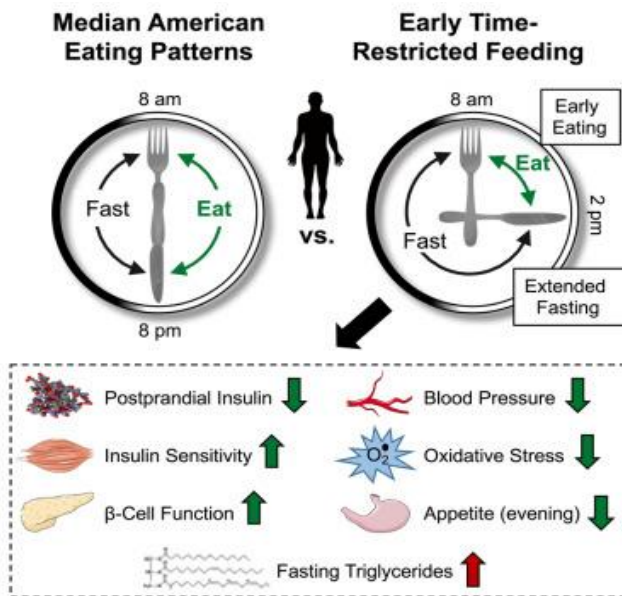 Median American
Eating Patterns
Early Time-
Restricted Feeding
8 am
Fast
Eat
8 pm
vs.
8 am
Early
Eating
Eat
Fast
2 pm
Extended
Fasting
Postprandial Insulin
Blood Pressure
Insulin Sensitivity
O2
Oxidative Stress
β-Cell Function
Appetite (evening)
Fasting Triglycerides